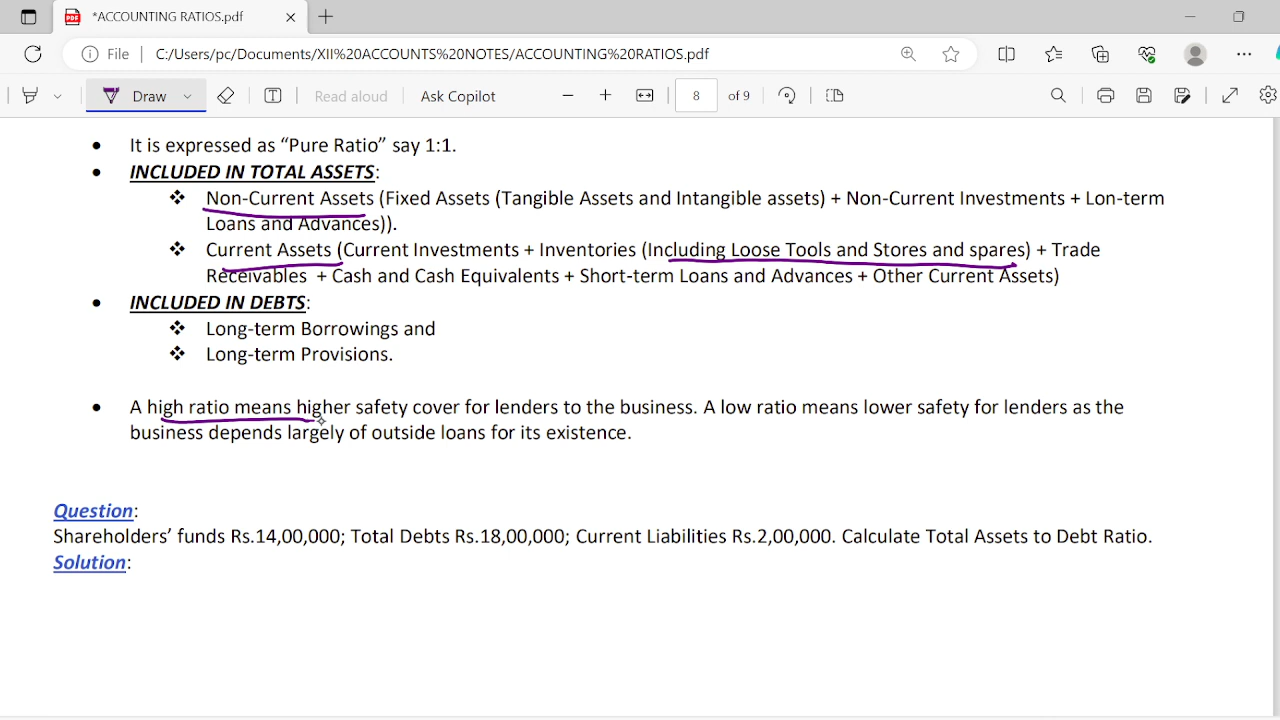 *ACCOUNTING RATIOS.pdf
File C:/Users/pc/Documents/XII%20ACCOUNTS%20NOTES/ACCOUNTING%20RATIOS.pdf
Draw Read aloud Ask Copilot 8 of 9
• It is expressed as “Pure Ratio” say 1:1.
• INCLUDED IN TOTAL ASSETS:
❖ Non-Current Assets (Fixed Assets (Tangible Assets and Intangible assets) + Non-Current Investments + Lon-term
Loans and Advances)).
❖ Current Assets (Current Investments + Inventories (Including Loose Tools and Stores and spares) + Trade
Receivables + Cash and Cash Equivalents + Short-term Loans and Advances + Other Current Assets)
• INCLUDED IN DEBTS:
❖ Long-term Borrowings and
❖ Long-term Provisions.
• A high ratio means higher safety cover for lenders to the business. A low ratio means lower safety for lenders as the
business depends largely of outside loans for its existence.
Question:
Shareholders’ funds Rs.14,00,000; Total Debts Rs.18,00,000; Current Liabilities Rs.2,00,000. Calculate Total Assets to Debt Ratio.
Solution: